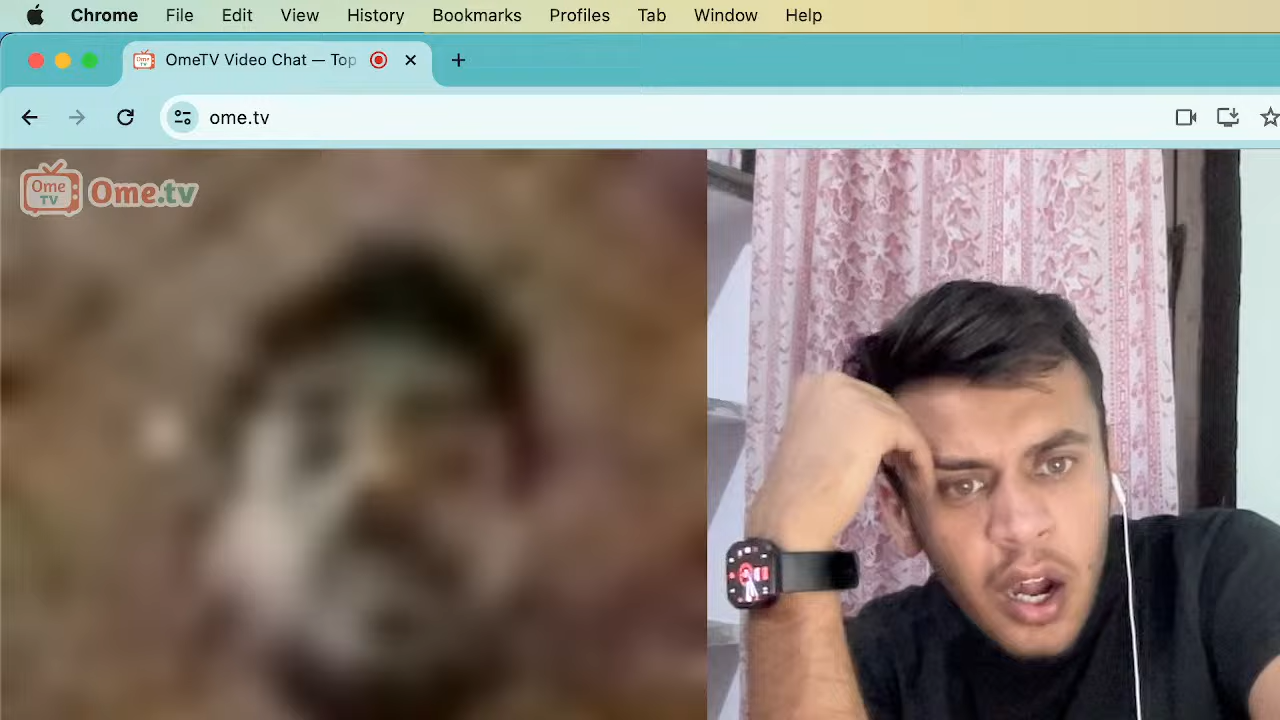 Chrome File Edit View History Bookmarks Profiles Tab Window Help
OmeTV Video Chat — Top
ome.tv
Ome TV Ome.tv